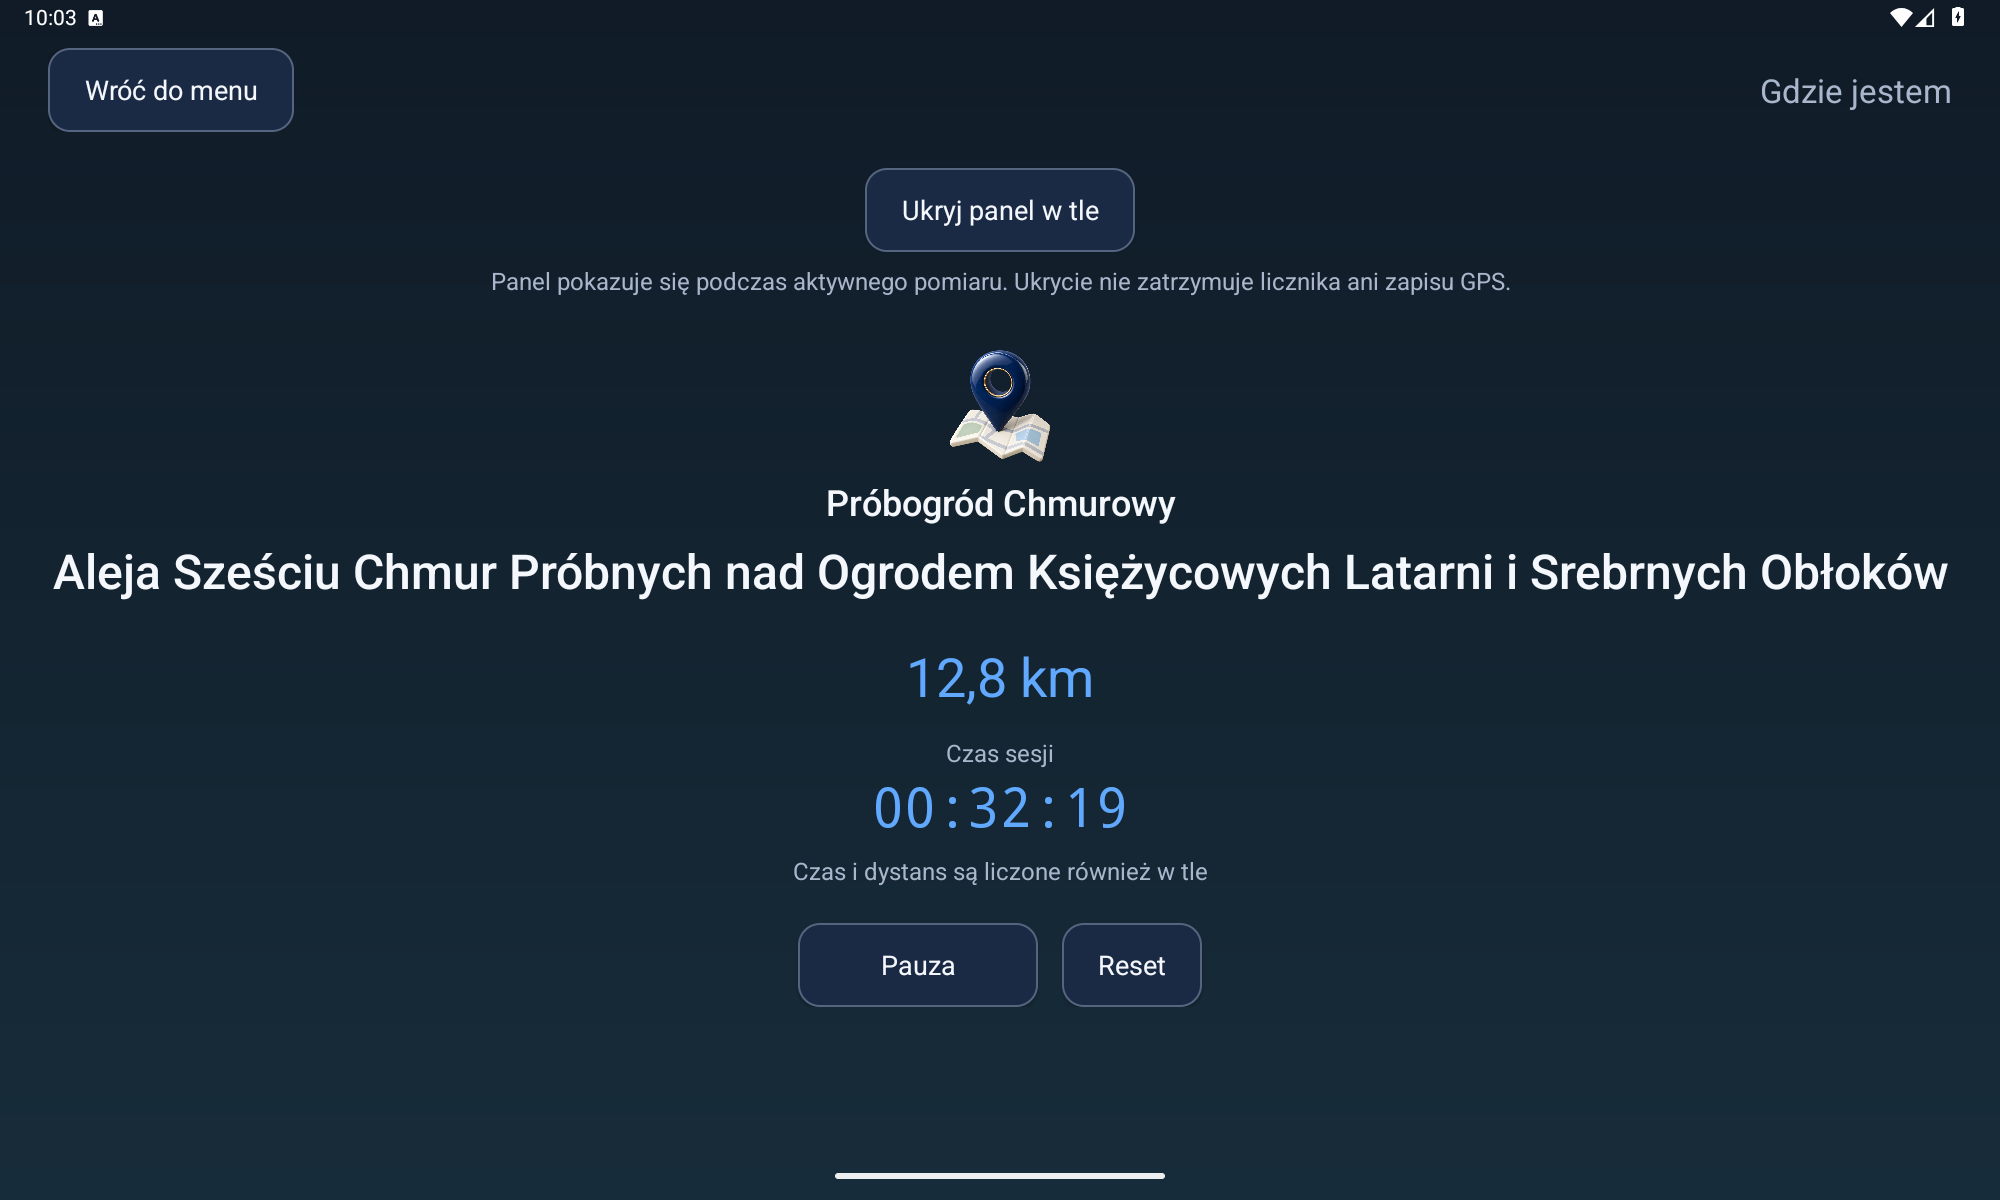 10:03
Wróć do menu
Gdzie jestem
Ukryj panel w tle
Panel pokazuje się podczas aktywnego pomiaru. Ukrycie nie zatrzymuje licznika ani zapisu GPS.
Próbogród Chmurowy
Aleja Sześciu Chmur Próbnych nad Ogrodem Księżycowych Latarni i Srebrnych Obłoków
12,8 km
Czas sesji
00:32:19
Czas i dystans są liczone również w tle
Pauza
Reset